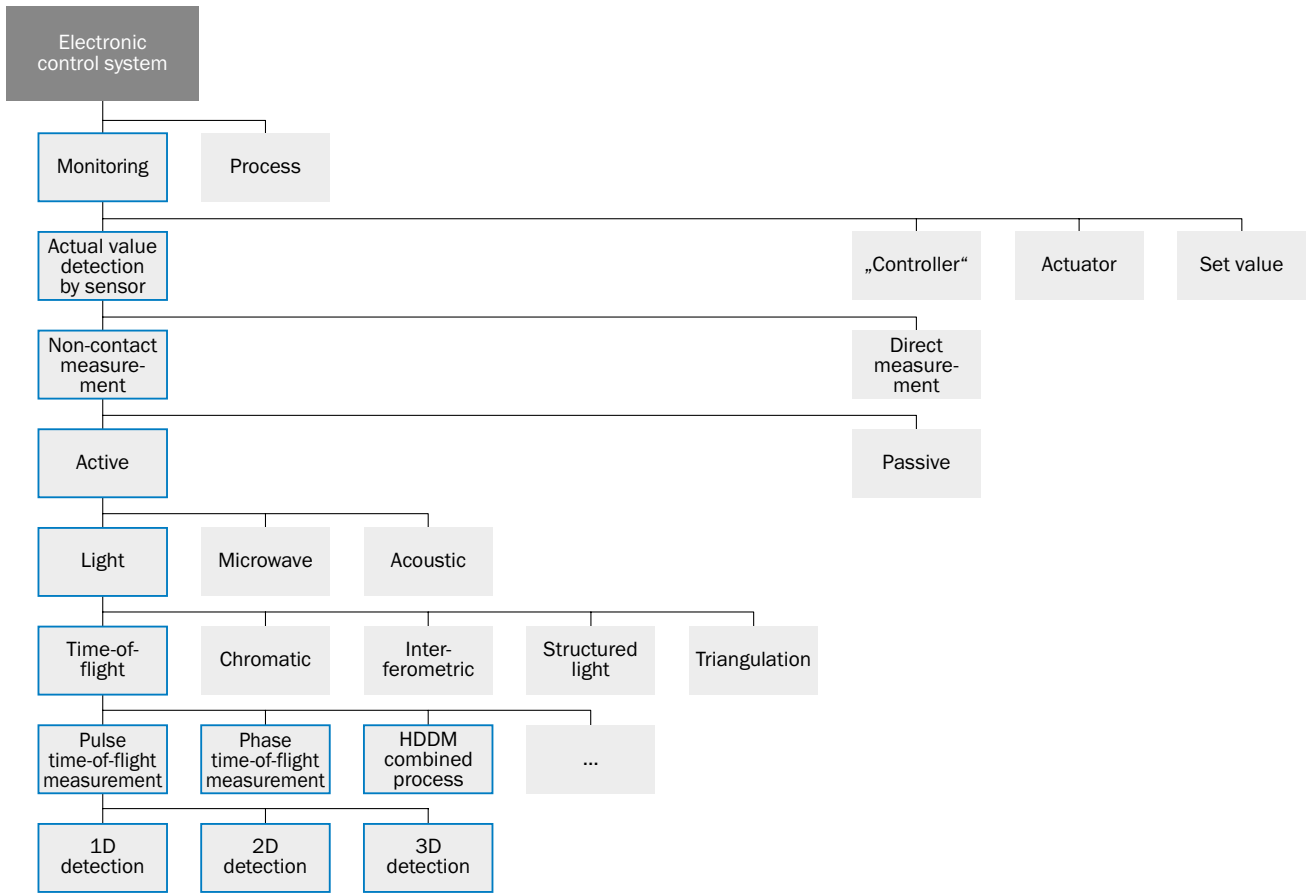 Electronic
control system
Monitoring
Process
Actual value
detection
by sensor
„Controller“
Actuator
Set value
Non-contact
measure-
ment
Direct
measure-
ment
Active
Passive
Light
Microwave
Acoustic
Time-of-
flight
Chromatic
Inter-
ferometric
Structured
light
Triangulation
Pulse
time-of-flight
measurement
Phase
time-of-flight
measurement
HDDM
combined
process
...
1D
detection
2D
detection
3D
detection